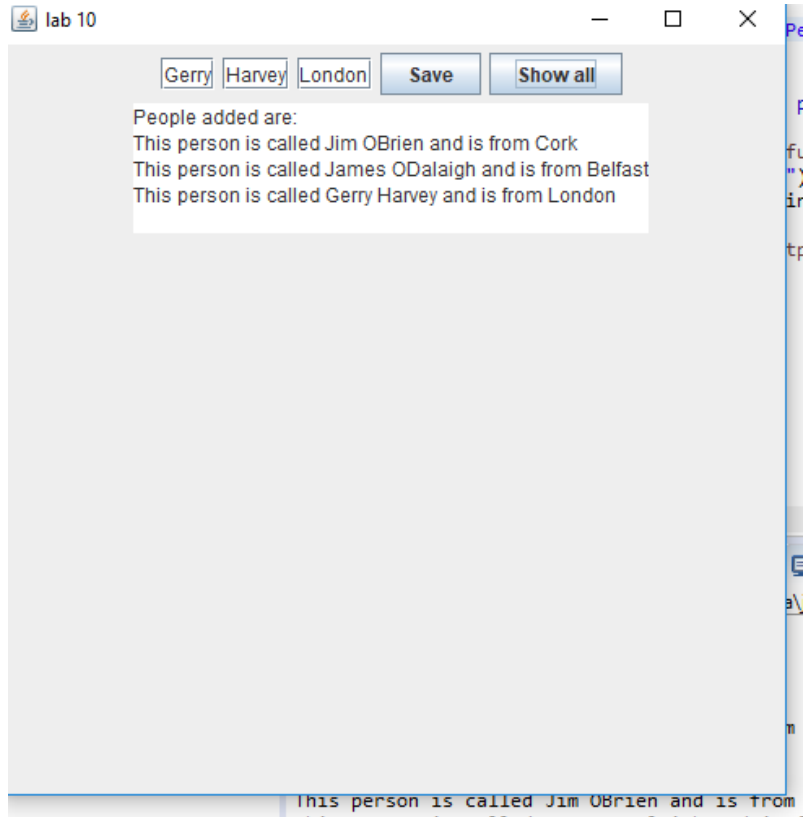 lab 10
Gerry Harvey London Save Show all
People added are:
This person is called Jim OBrien and is from Cork
This person is called James ODalaigh and is from Belfast
This person is called Gerry Harvey and is from London
This person is called Jim OBrien and is from